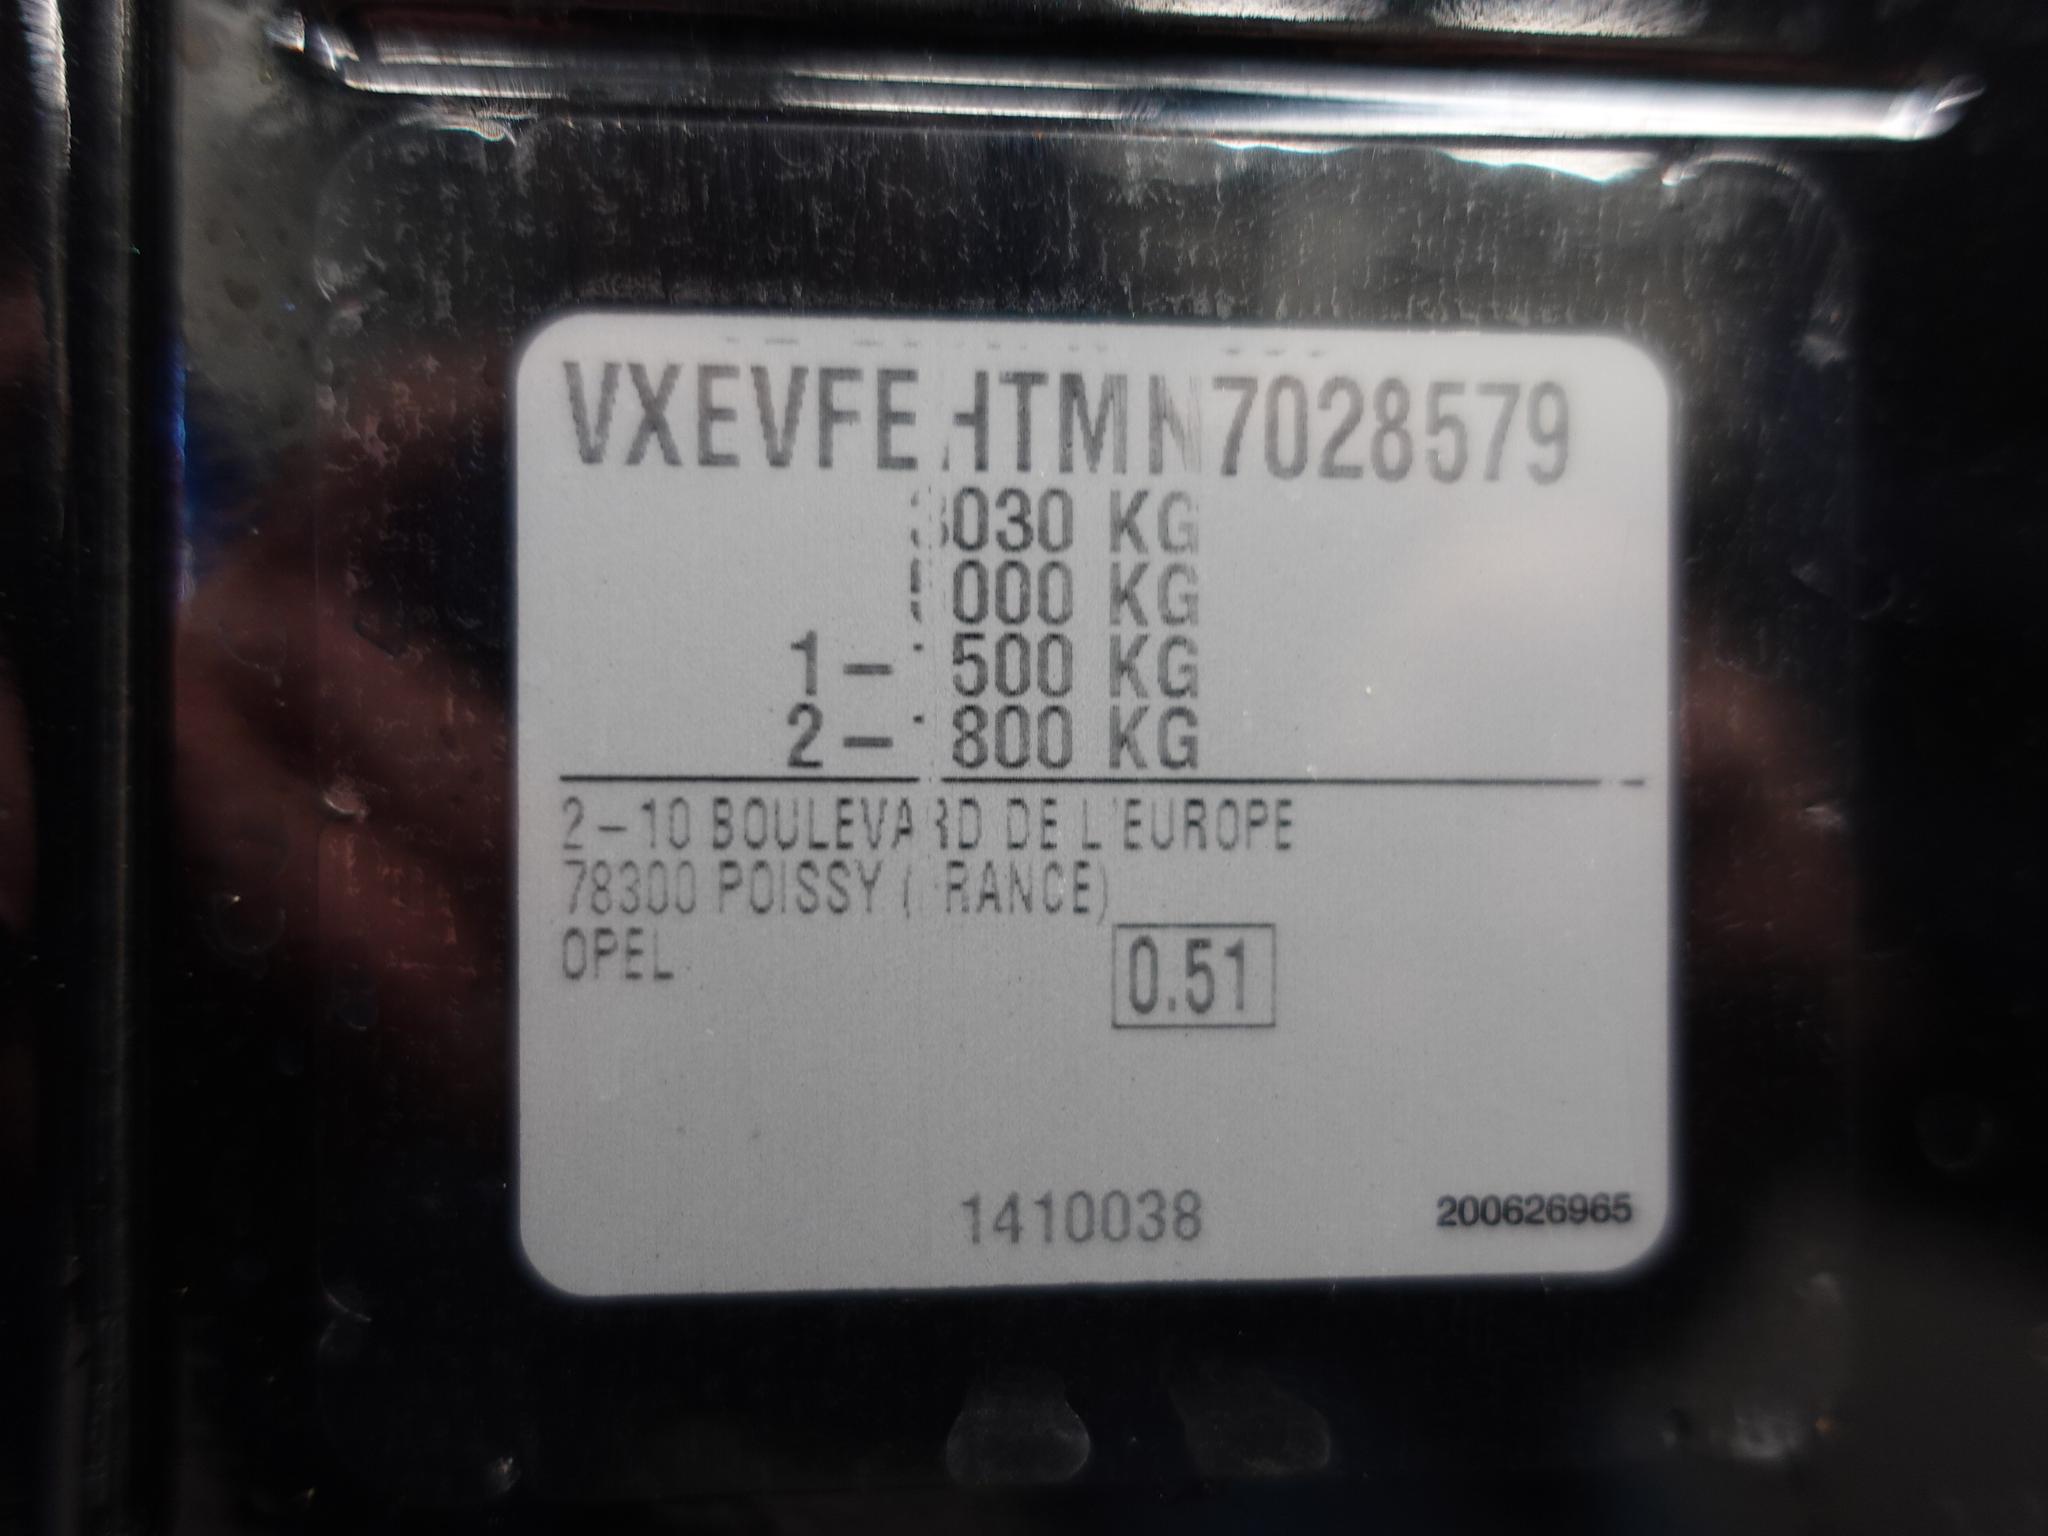 VXEVFEHTMN7028579
3030 KG
000 KG
1- 500 KG
2- 800 KG
2-10 BOULEVARD DE L'EUROPE
78300 POISSY (FRANCE)
OPEL
0.51
1410038
200626965